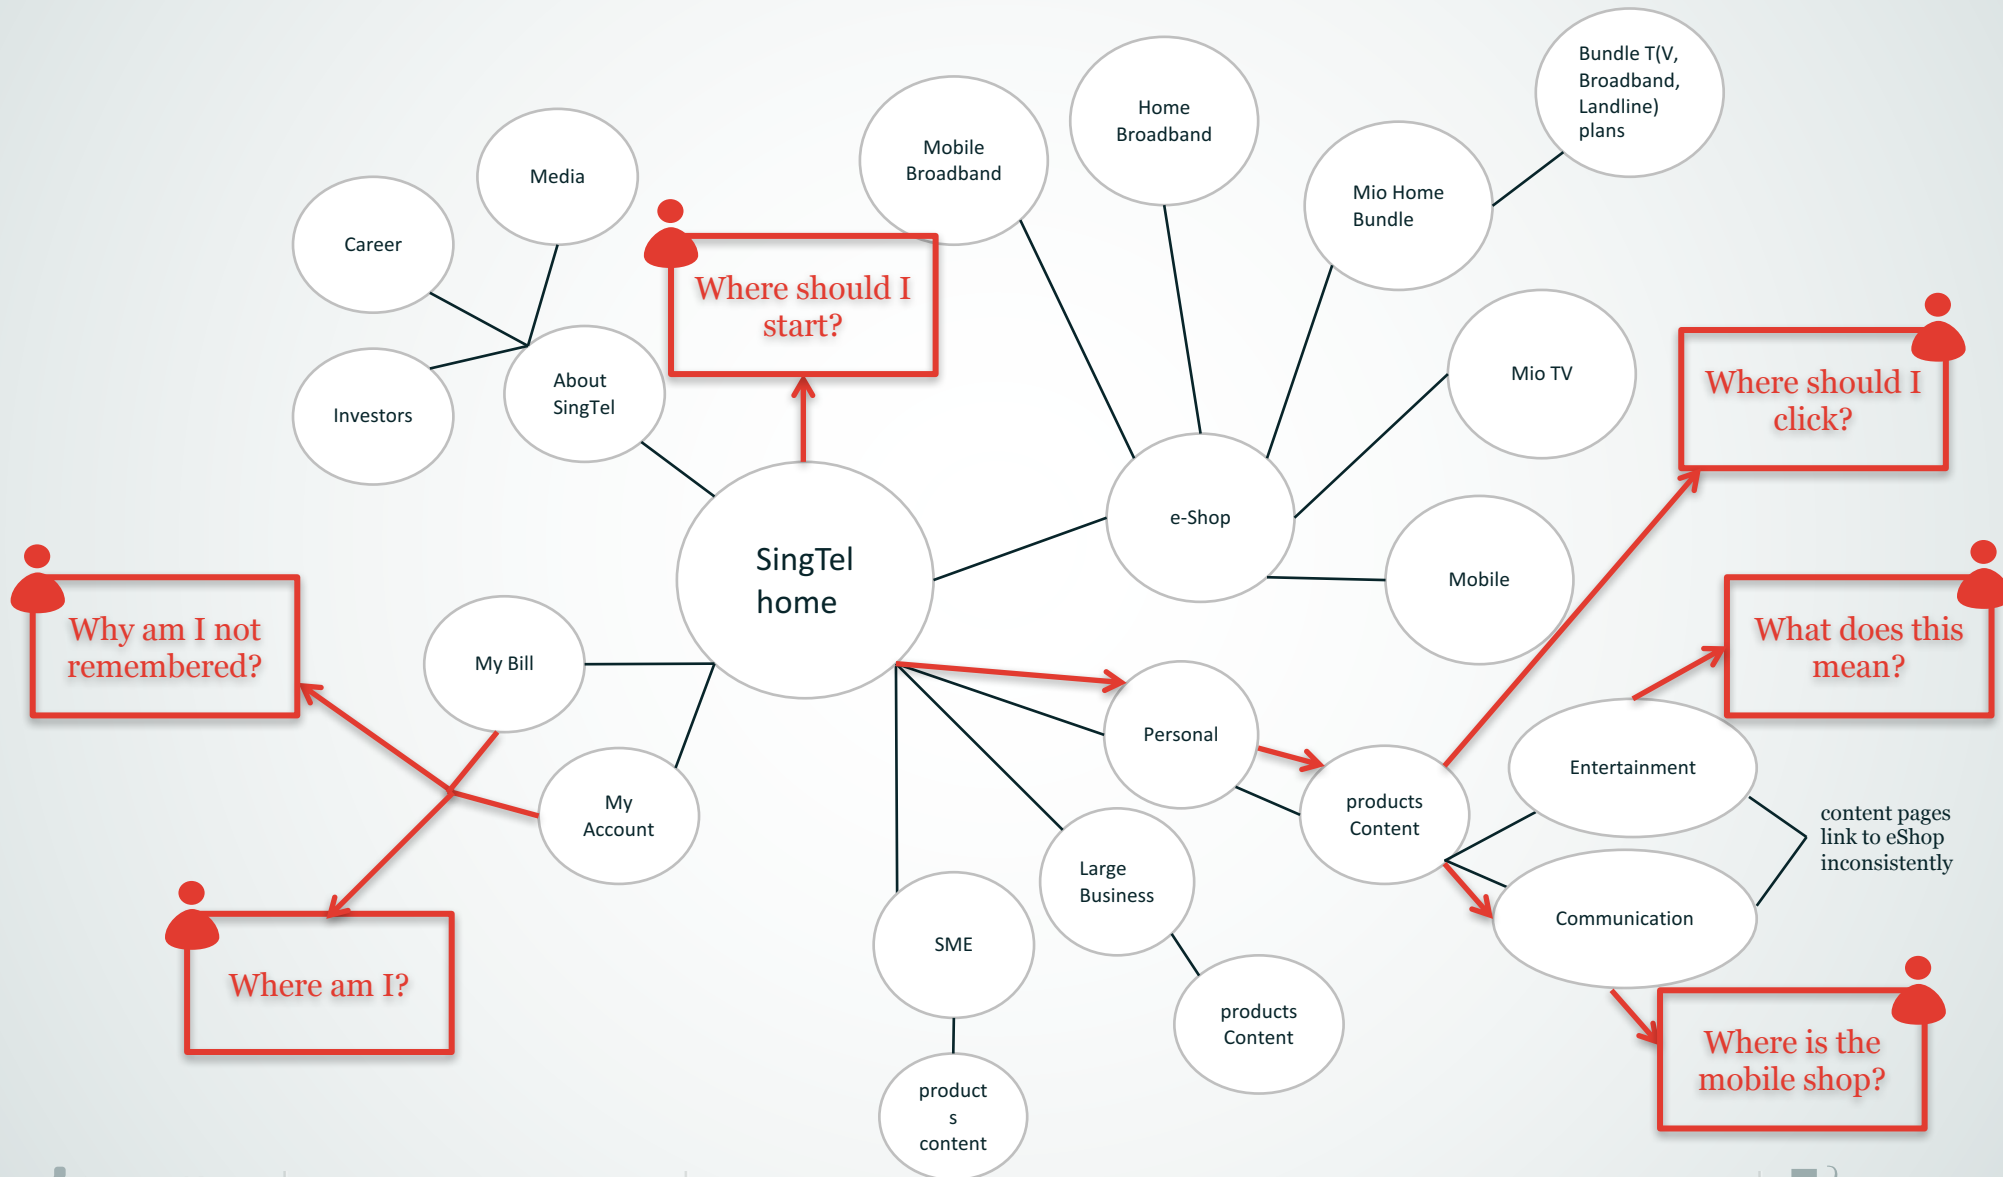 Bundle T(V,
Broadband,
Landline)
plans
Home
Broadband
Mobile
Broadband
Media
Mio Home
Bundle
Career
Where should I
start?
Mio TV
Where should I
click?
About
SingTel
Investors
e-Shop
SingTel
home
Mobile
Why am I not
remembered?
My Bill
What does this
mean?
Personal
Entertainment
products
Content
My
Account
content pages
link to eShop
inconsistently
Large
Business
Communication
SME
Where am I?
products
Content
Where is the
mobile shop?
product
s
content